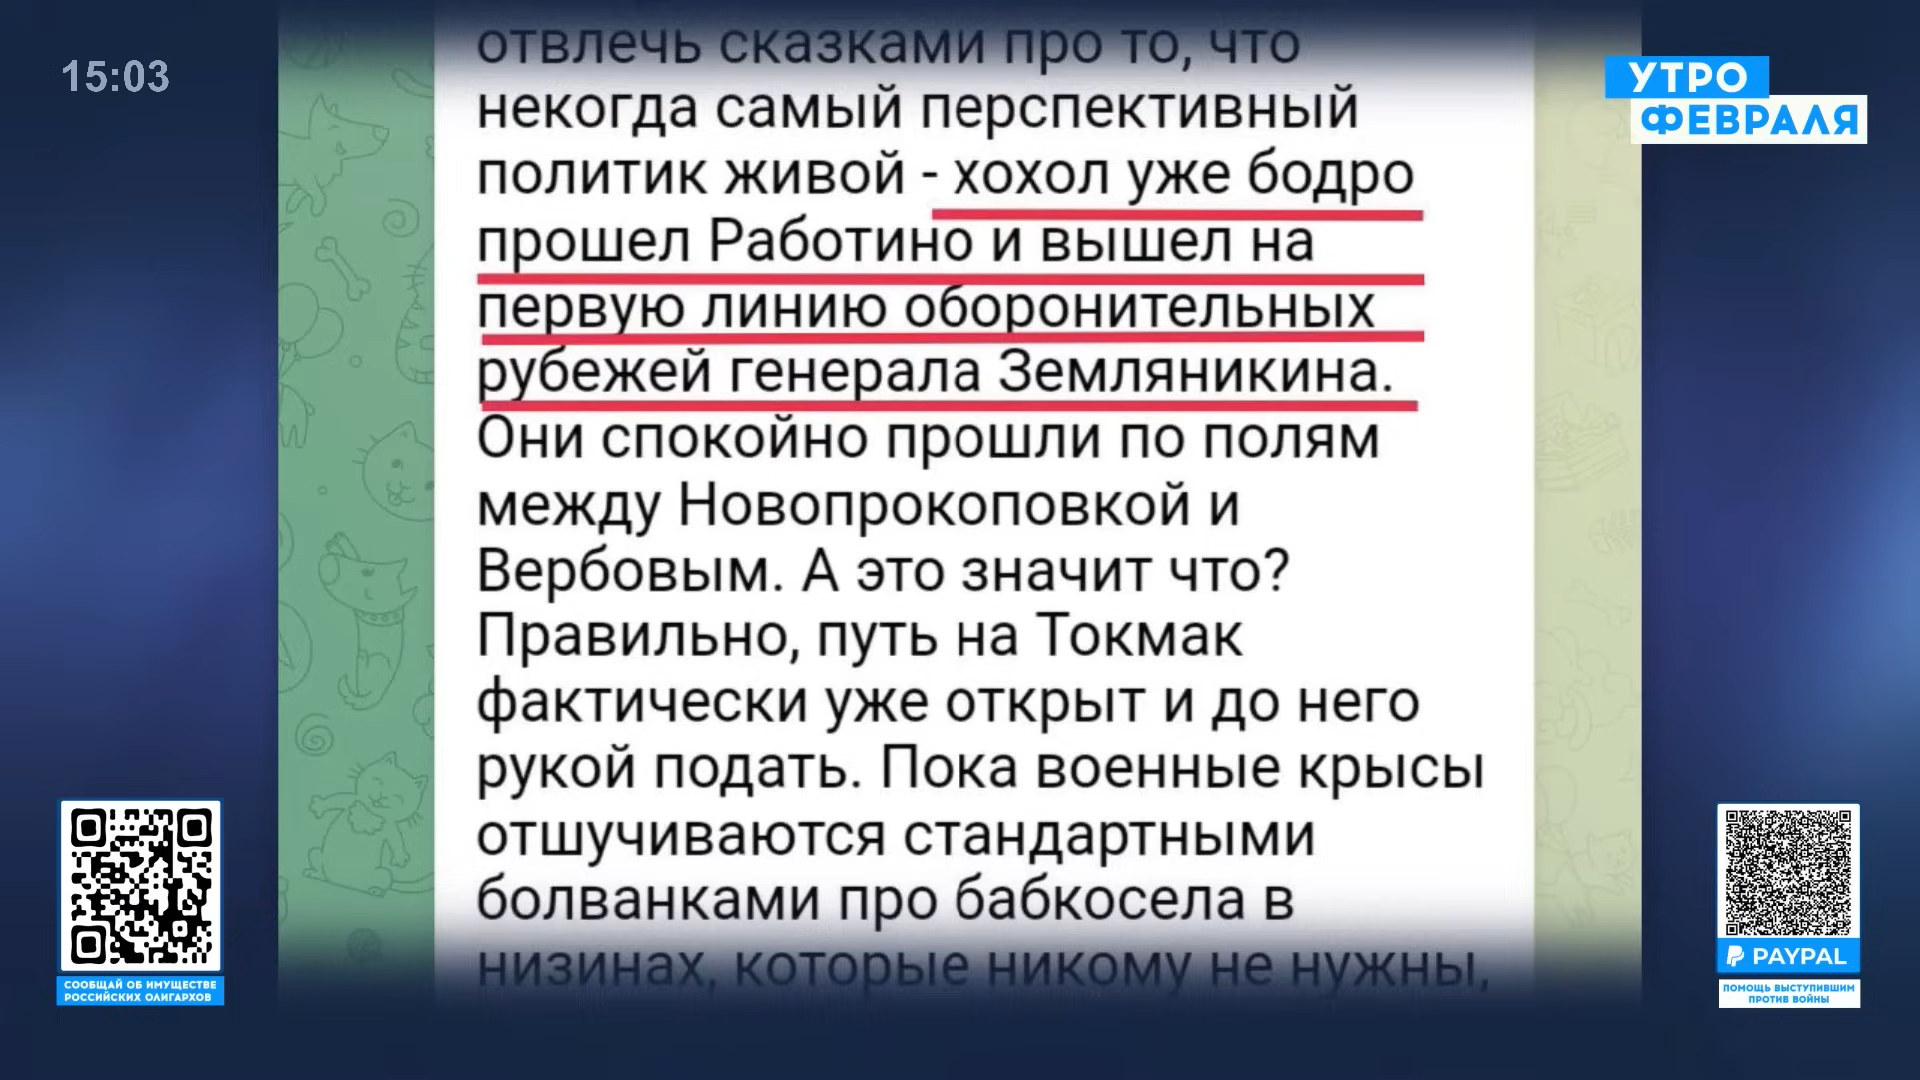 15:03
УТРО
ФЕВРАЛЯ
отвлечь сказками про то, что
некогда самый перспективный
политик живой - хохол уже бодро
прошел Работино и вышел на
первую линию оборонительных
рубежей генерала Земляникина.
Они спокойно прошли по полям
между Новопрокоповкой и
Вербовым. А это значит что?
Правильно, путь на Токмак
фактически уже открыт и до него
рукой подать. Пока военные крысы
отшучиваются стандартными
болванками про бабкосела в
низинах, которые никому не нужны,
СООБЩАЙ ОБ ИМУЩЕСТВЕ
РОССИЙСКИХ ОЛИГАРХОВ
PAYPAL
ПОМОЩЬ ВЫСТУПИВШИМ
ПРОТИВ ВОЙНЫ